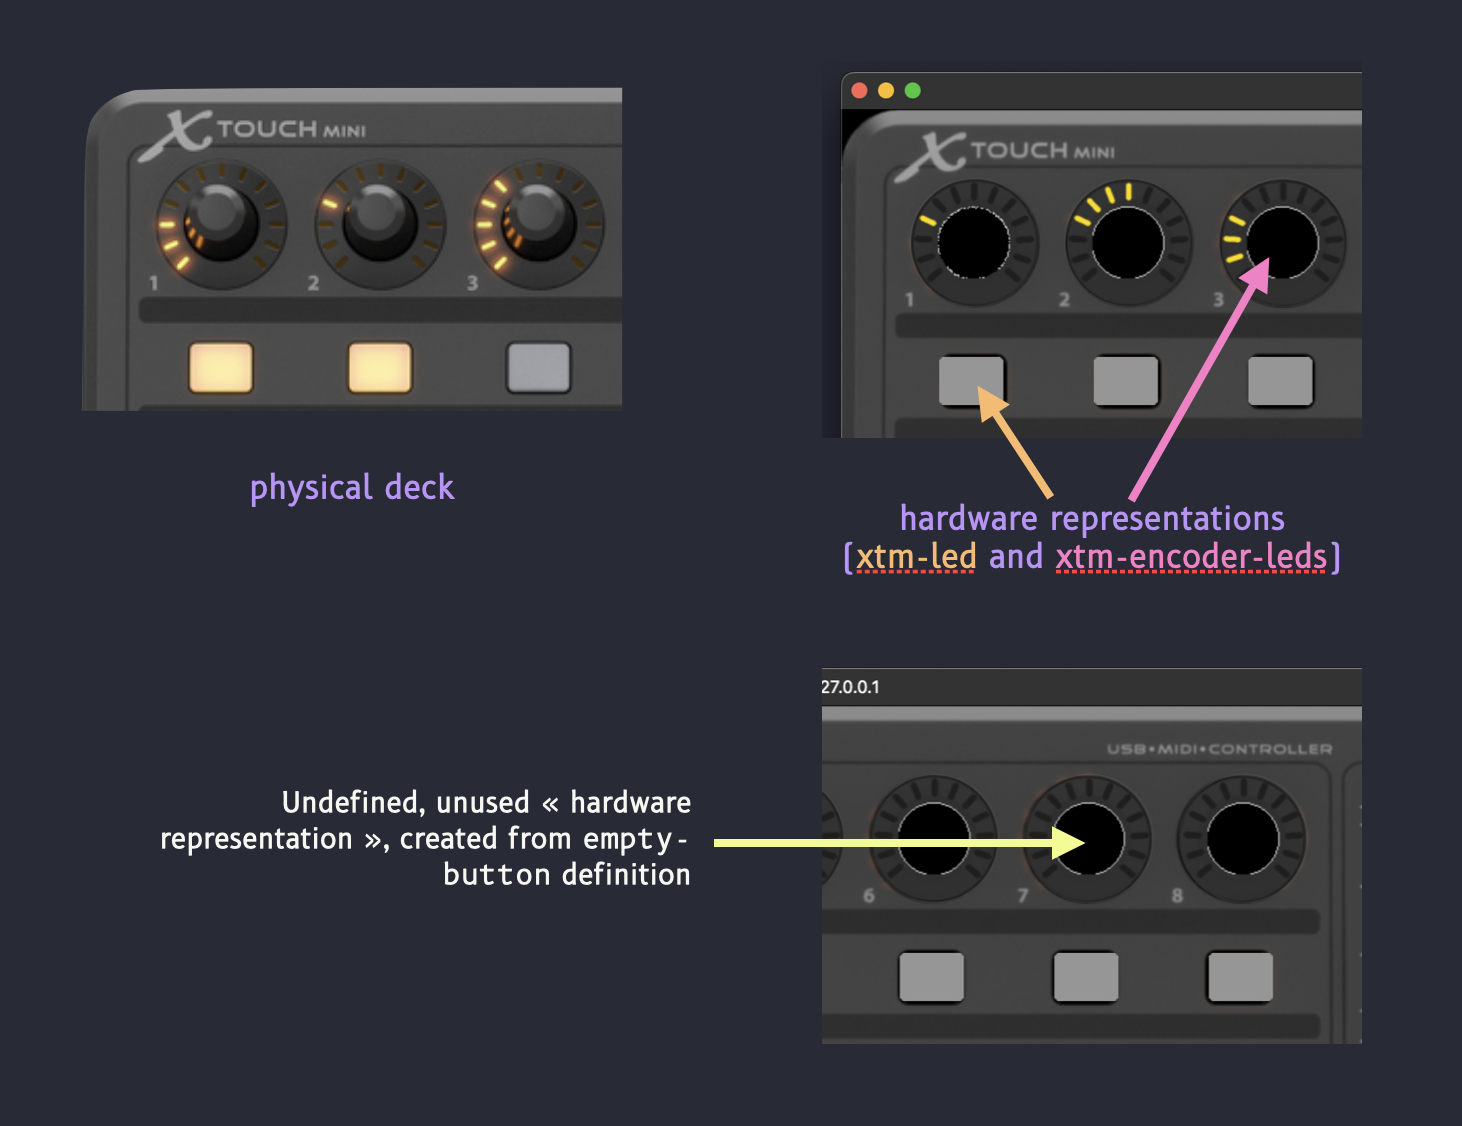 X TOUCH MINI
1 2 3
X TOUCH MINI
1 2 3
physical deck
hardware representations
(xtm-led and xtm-encoder-leds)
27.0.0.1
USB•MIDI•CONTROLLER
6 7 8
Undefined, unused « hardware
representation », created from empty-
button definition